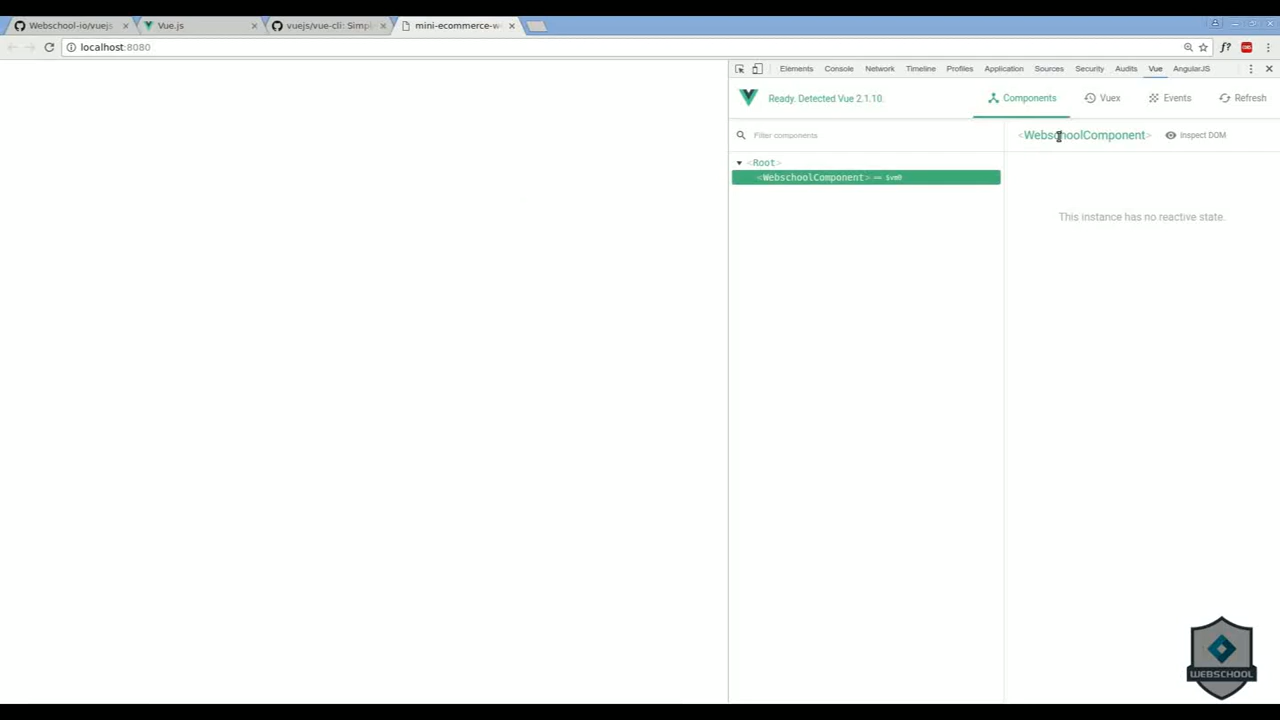 Webschool-io/vuejs
Vue.js
vuejs/vue-cli: Simpl
mini-ecommerce-w
localhost:8080
f?
Elements Console Network Timeline Profiles Application Sources Security Audits Vue AngularJS
Ready. Detected Vue 2.1.10.
Components Vuex Events Refresh
Filter components
<WebschoolComponent> Inspect DOM
<Root>
<WebschoolComponent> == $vm0
This instance has no reactive state.
WEBSCHOOL